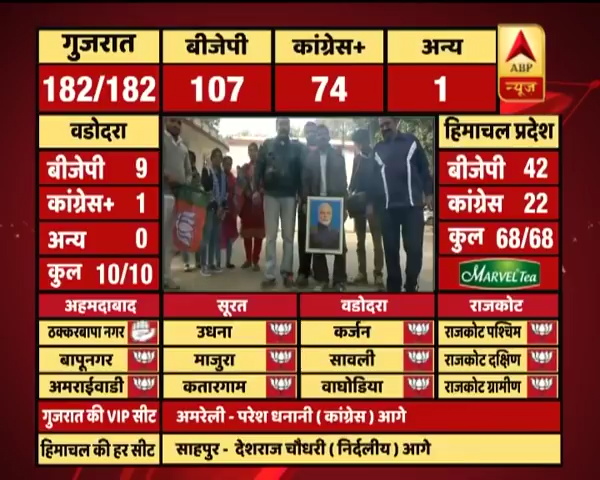 गुजरात बीजेपी कांग्रेस+ अन्य
182/182 107 74 1
ABP
न्यूज़
वडोदरा
बीजेपी 9
कांग्रेस+ 1
अन्य 0
कुल 10/10
हिमाचल प्रदेश
बीजेपी 42
कांग्रेस 22
कुल 68/68
MARVEL Tea
अहमदाबाद सूरत वडोदरा राजकोट
ठक्करबापा नगर उधना कर्जन राजकोट पश्चिम
बापूनगर माजुरा सावली राजकोट दक्षिण
अमराईवाडी कतारगाम वाघोडिया राजकोट ग्रामीण
गुजरात की VIP सीट अमरेली - परेश धनानी ( कांग्रेस ) आगे
हिमाचल की हर सीट साहपुर - देशराज चौधरी ( निर्दलीय ) आगे